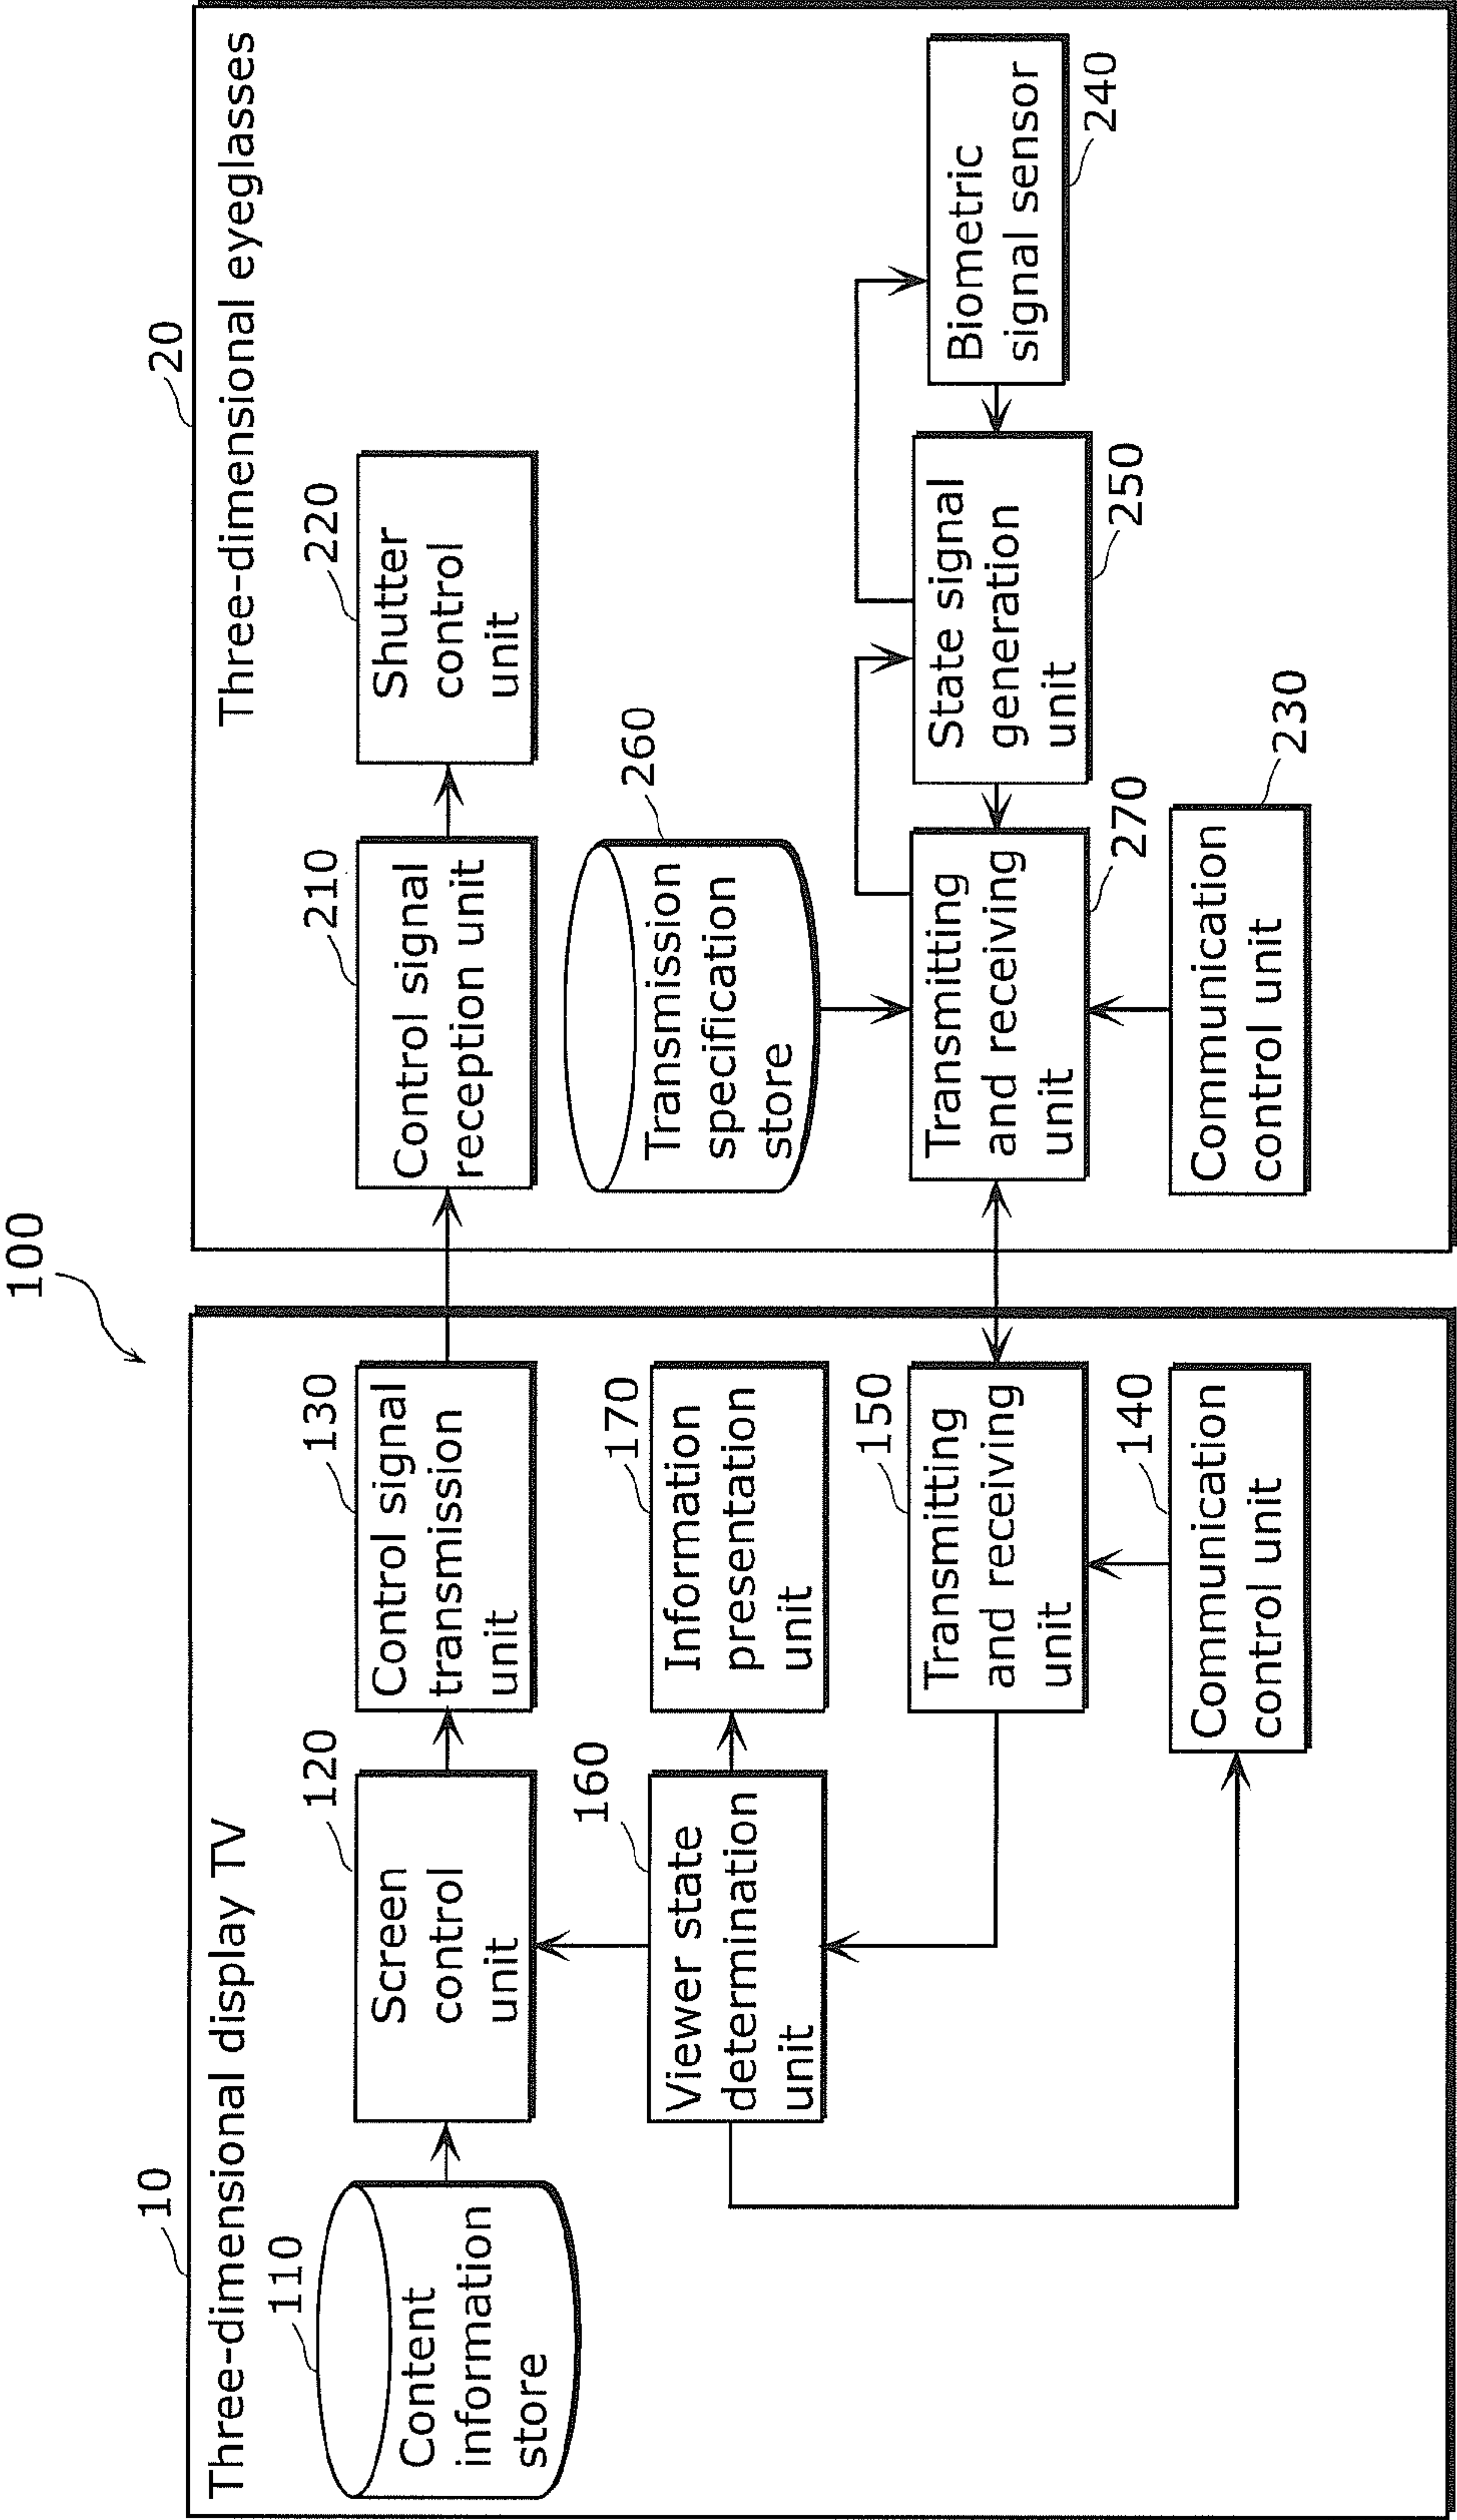 100
10
Three-dimensional display TV
110
Content
information
store
120
Screen
control
unit
130
Control signal
transmission
unit
160
Viewer state
determination
unit
170
Information
presentation
unit
150
Transmitting
and receiving
unit
140
Communication
control unit
20
Three-dimensional eyeglasses
210
Control signal
reception unit
220
Shutter
control
unit
260
Transmission
specification
store
270
Transmitting
and receiving
unit
250
State signal
generation
unit
240
Biometric
signal sensor
230
Communication
control unit